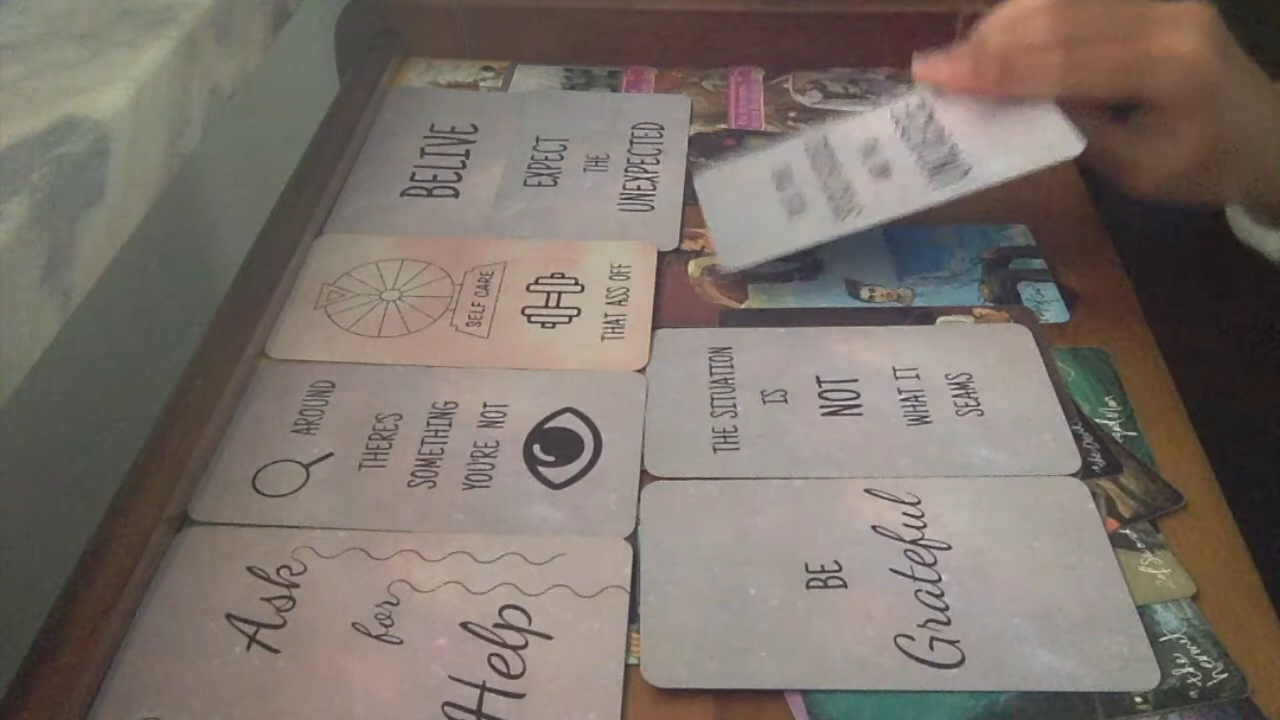 BELIVE
EXPECT
THE
UNEXPECTED
SELF CARE
THAT ASS OFF
AROUND
THERES
SOMETHING
YOU'RE NOT
Ask
for
Help
THE SITUATION
IS
NOT
WHAT IT
SEAMS
BE
Grateful